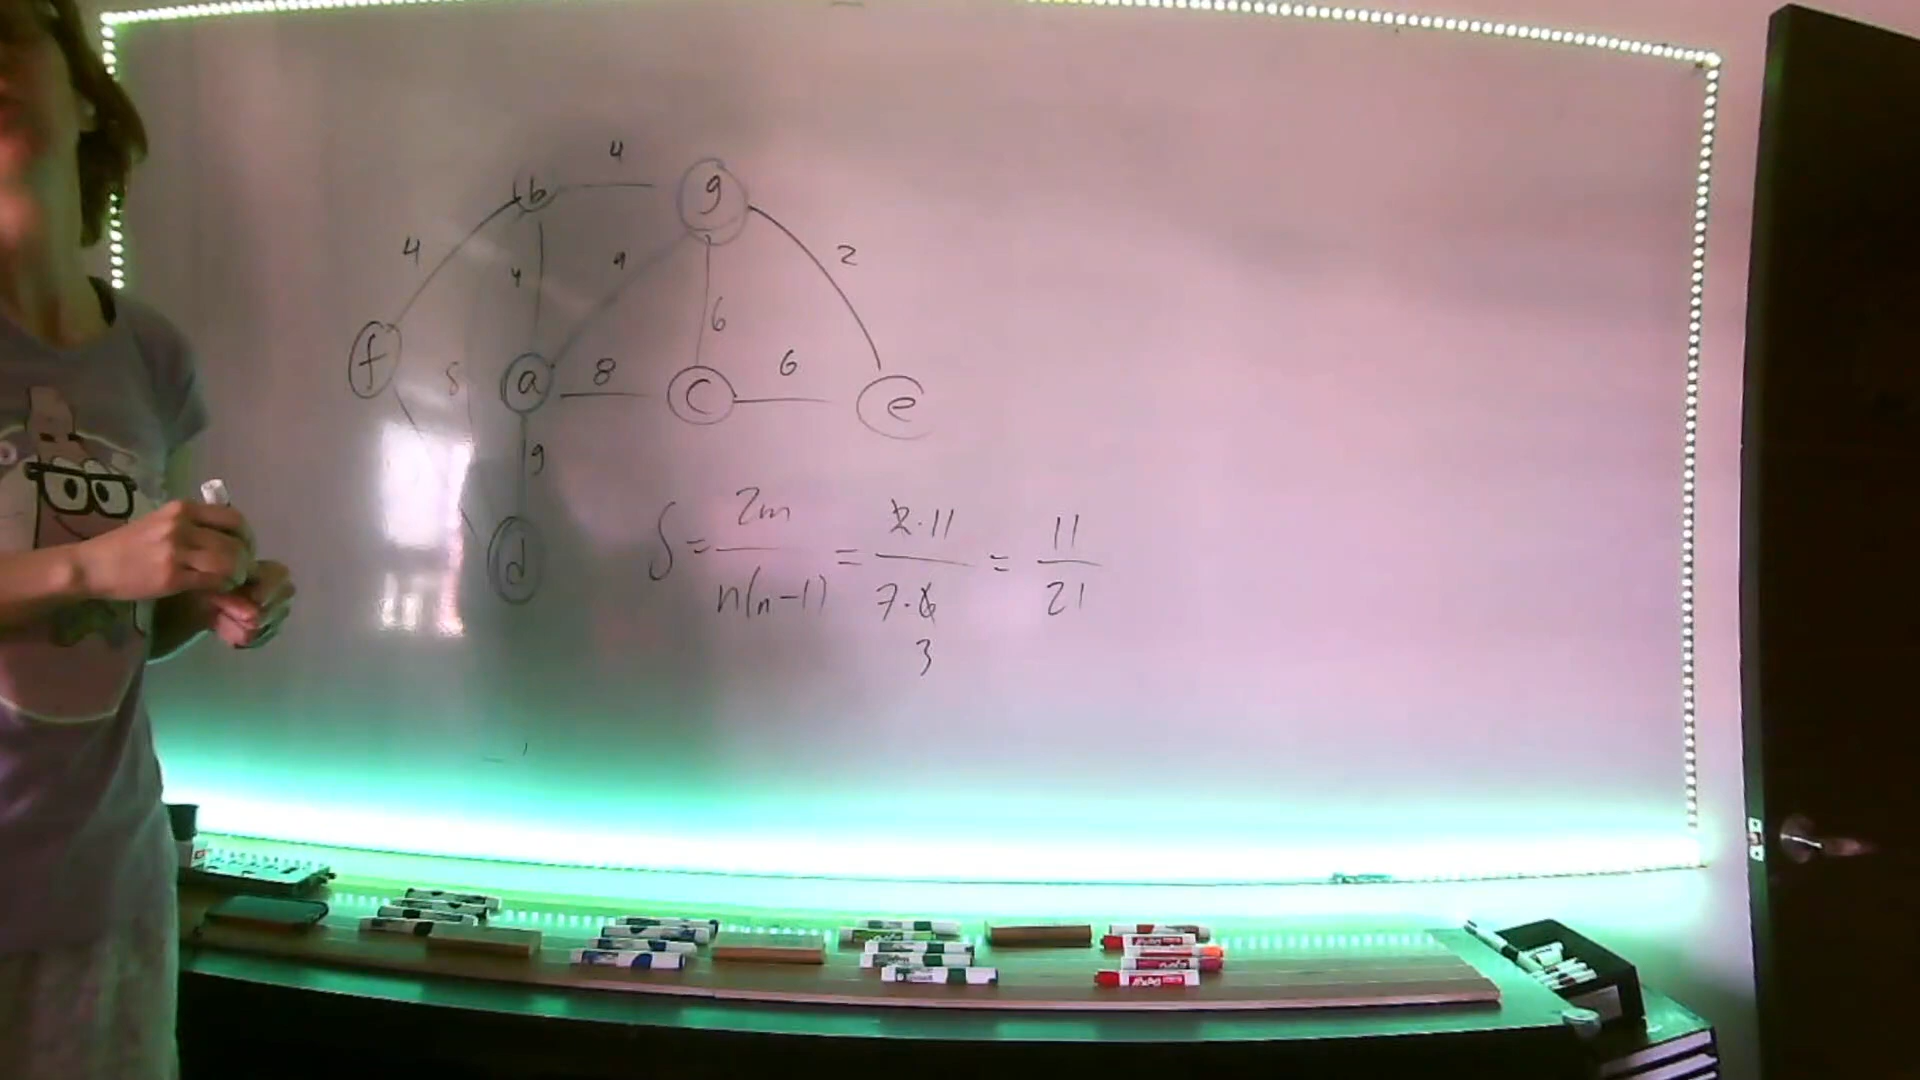 4
b g
4 4 9 2
6
f 8 a 8 c 6 e
9
d
δ = 2m / n(n-1) = 2·11 / 7·6 = 11 / 21
3